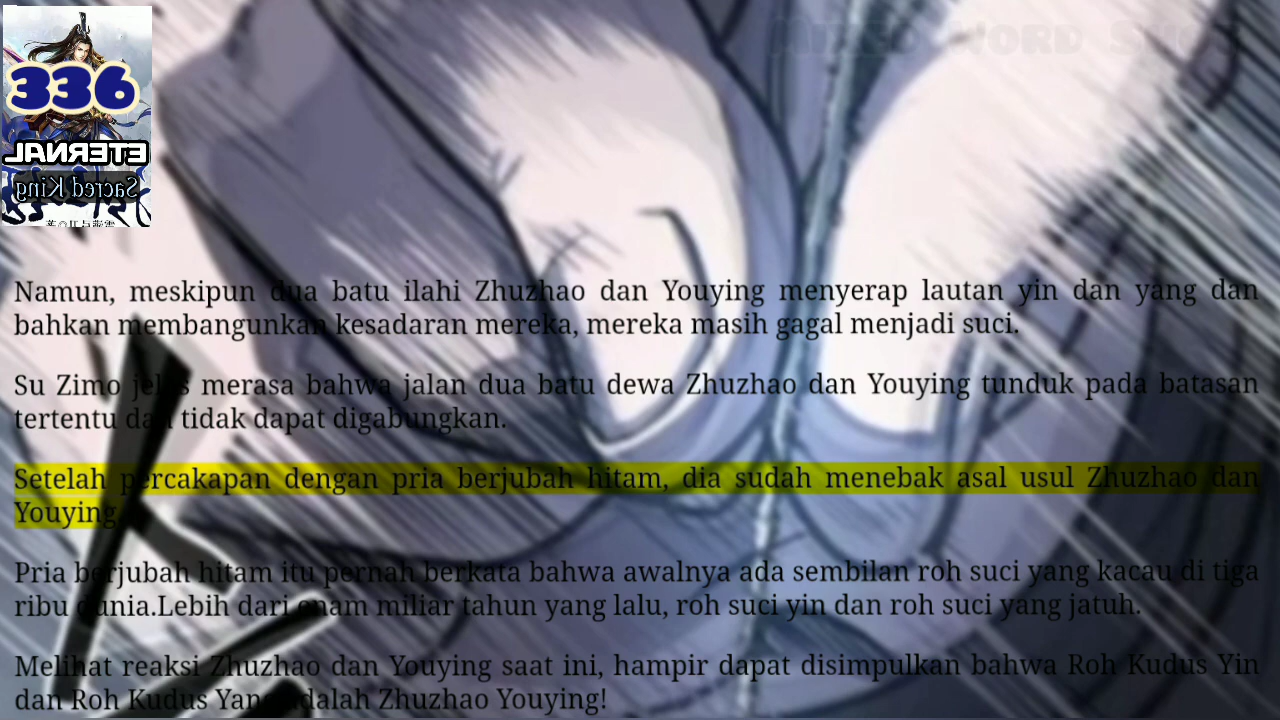 MIXED WORD
336
ETERNAL
Sacred King
Namun, meskipun dua batu ilahi Zhuzhao dan Youying menyerap lautan yin dan yang dan
bahkan membangunkan kesadaran mereka, mereka masih gagal menjadi suci.
Su Zimo jelas merasa bahwa jalan dua batu dewa Zhuzhao dan Youying tunduk pada batasan
tertentu dan tidak dapat digabungkan.
Setelah percakapan dengan pria berjubah hitam, dia sudah menebak asal usul Zhuzhao dan
Youying.
Pria berjubah hitam itu pernah berkata bahwa awalnya ada sembilan roh suci yang kacau di tiga
ribu dunia.Lebih dari enam miliar tahun yang lalu, roh suci yin dan roh suci yang jatuh.
Melihat reaksi Zhuzhao dan Youying saat ini, hampir dapat disimpulkan bahwa Roh Kudus Yin
dan Roh Kudus Yang adalah Zhuzhao Youying!